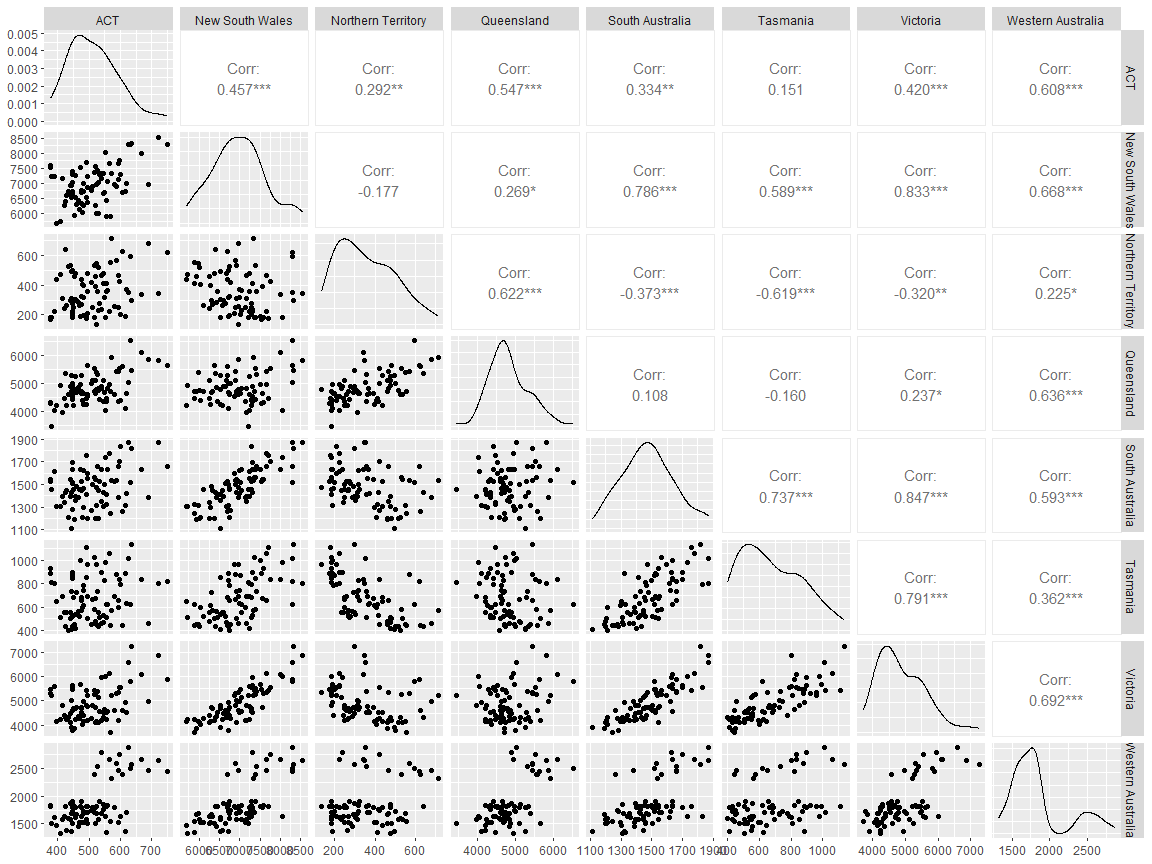 ACT New South Wales Northern Territory Queensland South Australia Tasmania Victoria Western Australia
0.005
0.004
0.003
0.002
0.001
0.000
Corr: Corr: Corr: Corr: Corr: Corr: Corr:
0.457*** 0.292** 0.547*** 0.334** 0.151 0.420*** 0.608***
ACT
8500
8000
7500
7000
6500
6000
Corr: Corr: Corr: Corr: Corr: Corr:
-0.177 0.269* 0.786*** 0.589*** 0.833*** 0.668***
New South Wales
600
400
200
Corr: Corr: Corr: Corr: Corr:
0.622*** -0.373*** -0.619*** -0.320** 0.225*
Northern Territory
6000
5000
4000
Corr: Corr: Corr: Corr:
0.108 -0.160 0.237* 0.636***
Queensland
1900
1700
1500
1300
1100
Corr: Corr: Corr:
0.737*** 0.847*** 0.593***
South Australia
1000
800
600
400
Corr: Corr:
0.791*** 0.362***
Tasmania
7000
6000
5000
4000
Corr:
0.692***
Victoria
2500
2000
1500
Western Australia
400 500 600 700 6000 6500 7000 7500 8000 8500 200 400 600 4000 5000 6000 1100 1300 1500 1700 1900 400 600 800 1000 4000 5000 6000 7000 1500 2000 2500